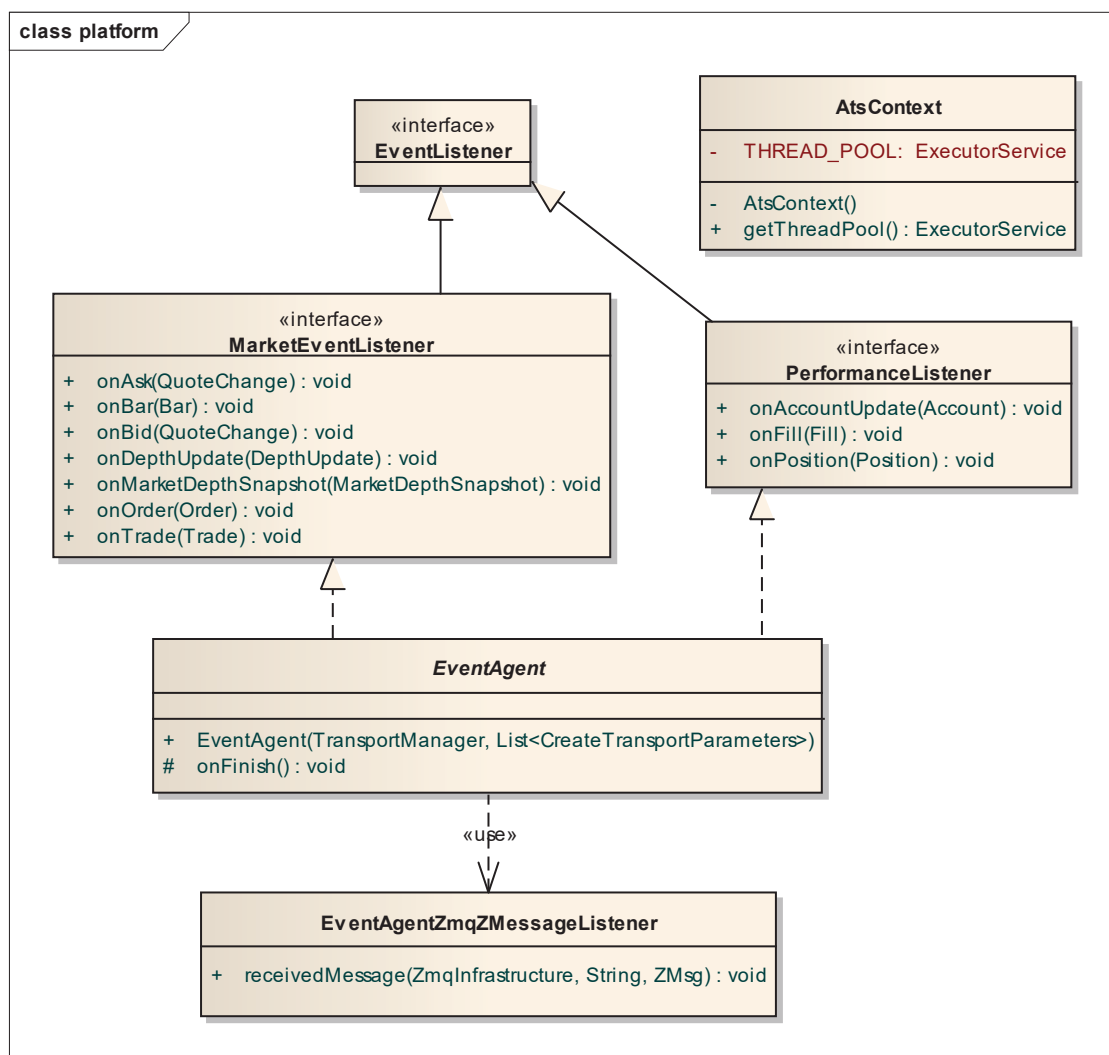 class platform
«interface»
EventListener
AtsContext
- THREAD_POOL: ExecutorService
- AtsContext()
+ getThreadPool() : ExecutorService
«interface»
MarketEventListener
+ onAsk(QuoteChange) : void
+ onBar(Bar) : void
+ onBid(QuoteChange) : void
+ onDepthUpdate(DepthUpdate) : void
+ onMarketDepthSnapshot(MarketDepthSnapshot) : void
+ onOrder(Order) : void
+ onTrade(Trade) : void
«interface»
PerformanceListener
+ onAccountUpdate(Account) : void
+ onFill(Fill) : void
+ onPosition(Position) : void
EventAgent
+ EventAgent(TransportManager, List<CreateTransportParameters>)
# onFinish() : void
«use»
EventAgentZmqZMessageListener
+ receivedMessage(ZmqInfrastructure, String, ZMsg) : void